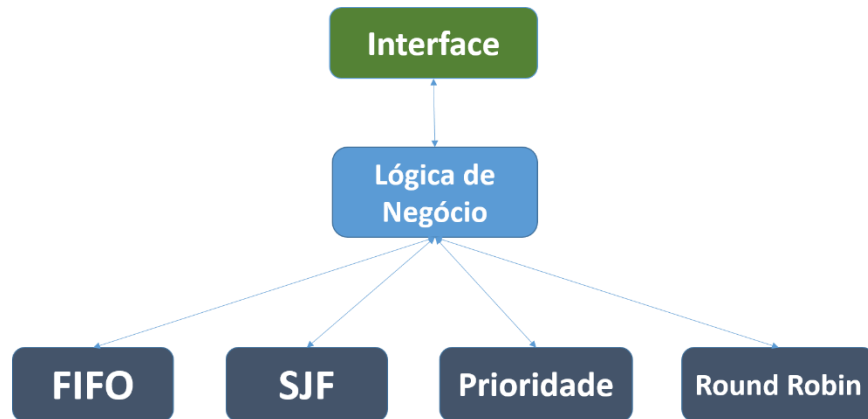 Interface
Lógica de
Negócio
FIFO
SJF
Prioridade
Round Robin